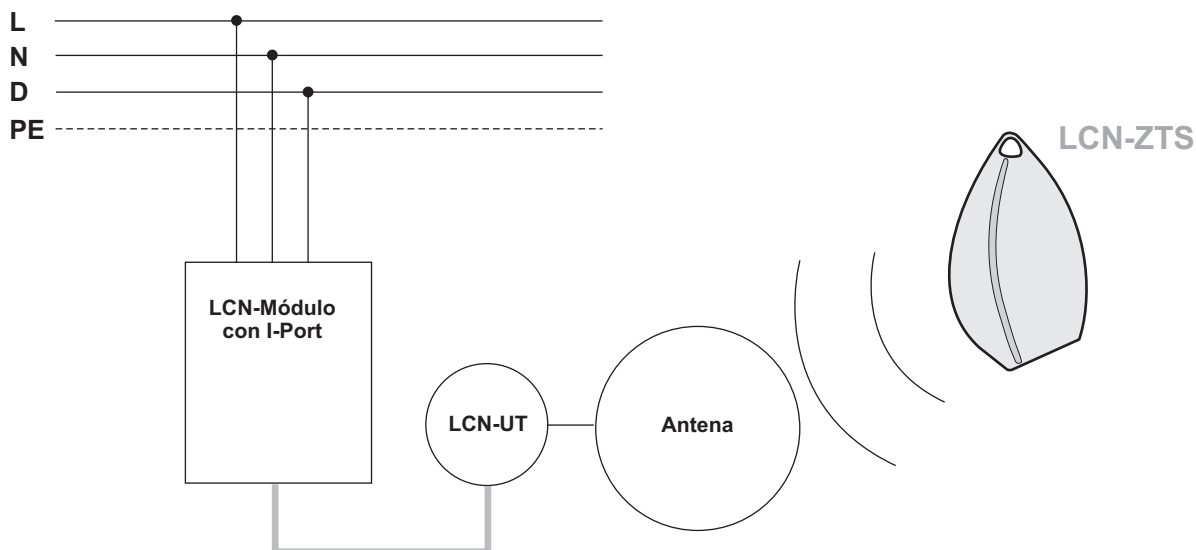 L
N
D
PE
LCN-ZTS
LCN-Módulo
con I-Port
LCN-UT
Antena